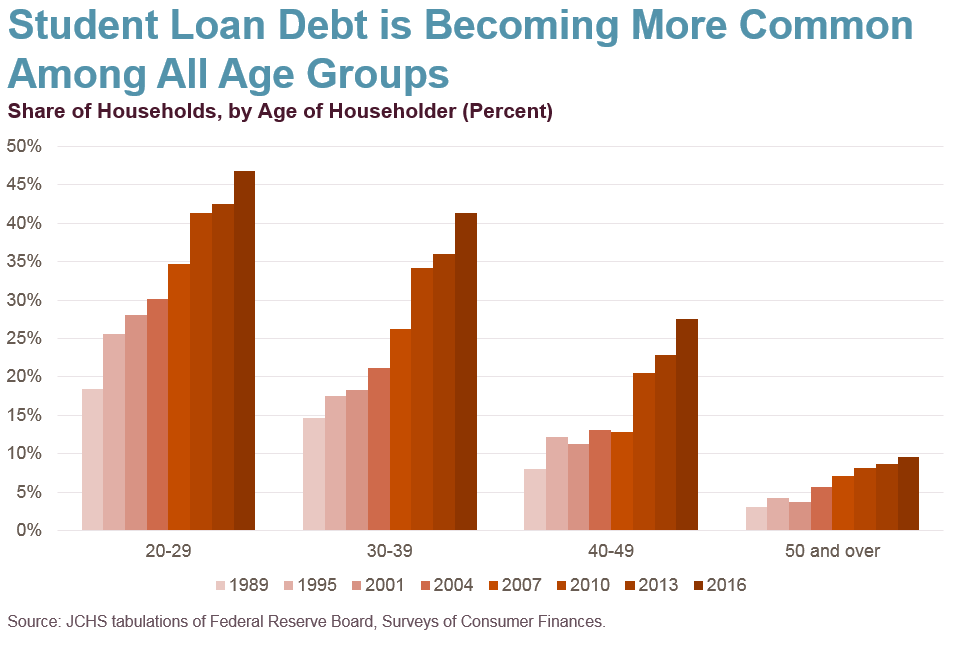 Student Loan Debt is Becoming More Common
Among All Age Groups
Share of Households, by Age of Householder (Percent)
50%
45%
40%
35%
30%
25%
20%
15%
10%
5%
0%
20-29 30-39 40-49 50 and over
1989 1995 2001 2004 2007 2010 2013 2016
Source: JCHS tabulations of Federal Reserve Board, Surveys of Consumer Finances.